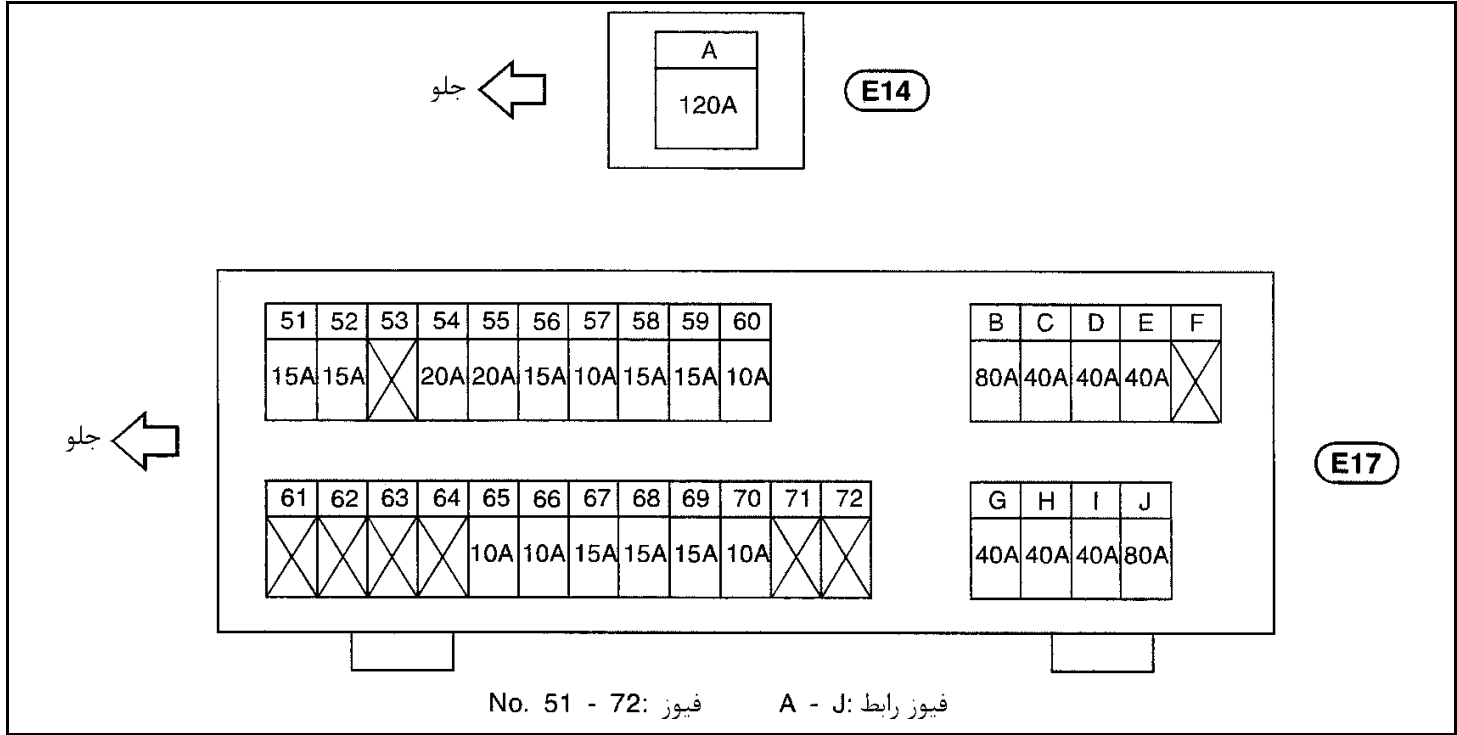 A
جلو
120A
E14
51 52 53 54 55 56 57 58 59 60
15A 15A 20A 20A 15A 10A 15A 15A 10A
B C D E F
80A 40A 40A 40A
جلو
E17
61 62 63 64 65 66 67 68 69 70 71 72
10A 10A 15A 15A 15A 10A
G H I J
40A 40A 40A 80A
No. 51 - 72: فیوز
A - J: فیوز رابط